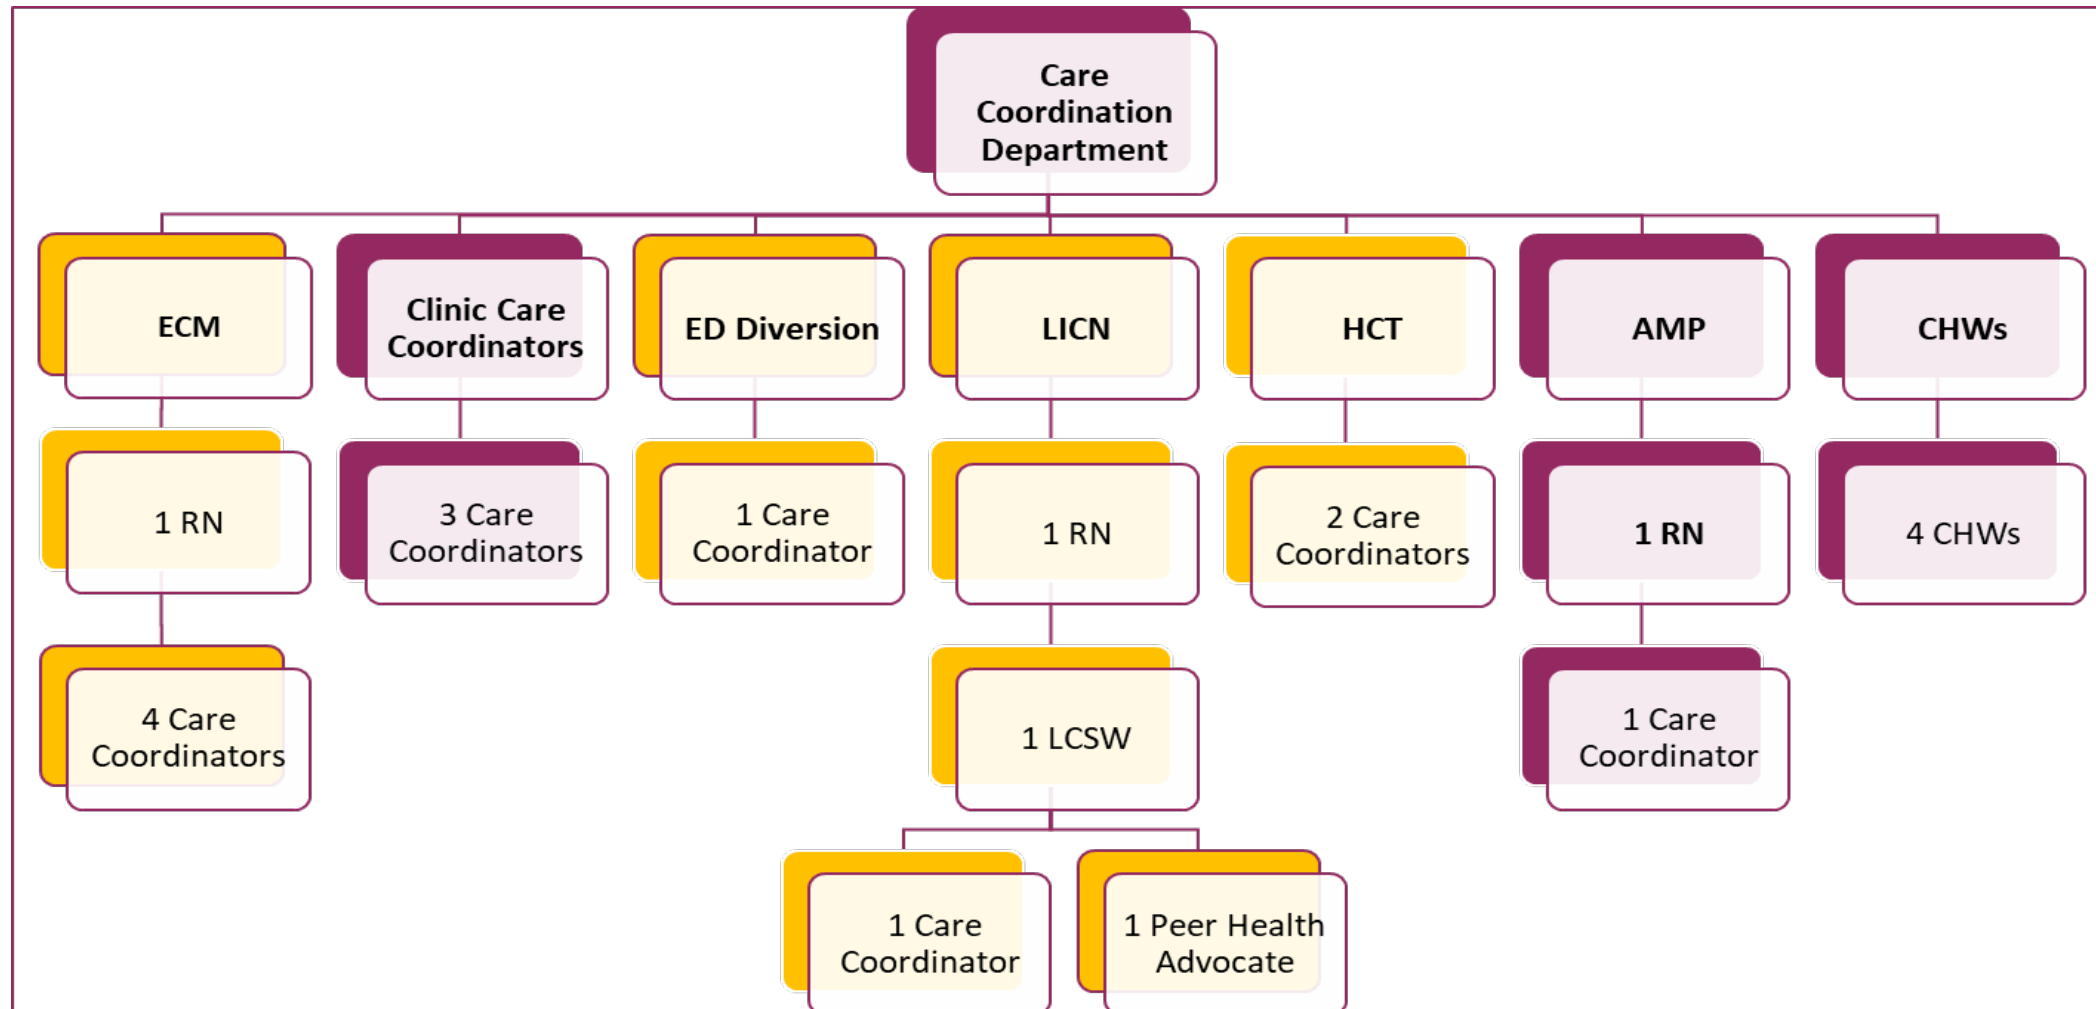 Care
Coordination
Department
ECM
Clinic Care
Coordinators
ED Diversion
LICN
HCT
AMP
CHWs
1 RN
3 Care
Coordinators
1 Care
Coordinator
1 RN
2 Care
Coordinators
1 RN
4 CHWs
4 Care
Coordinators
1 LCSW
1 Care
Coordinator
1 Care
Coordinator
1 Peer Health
Advocate